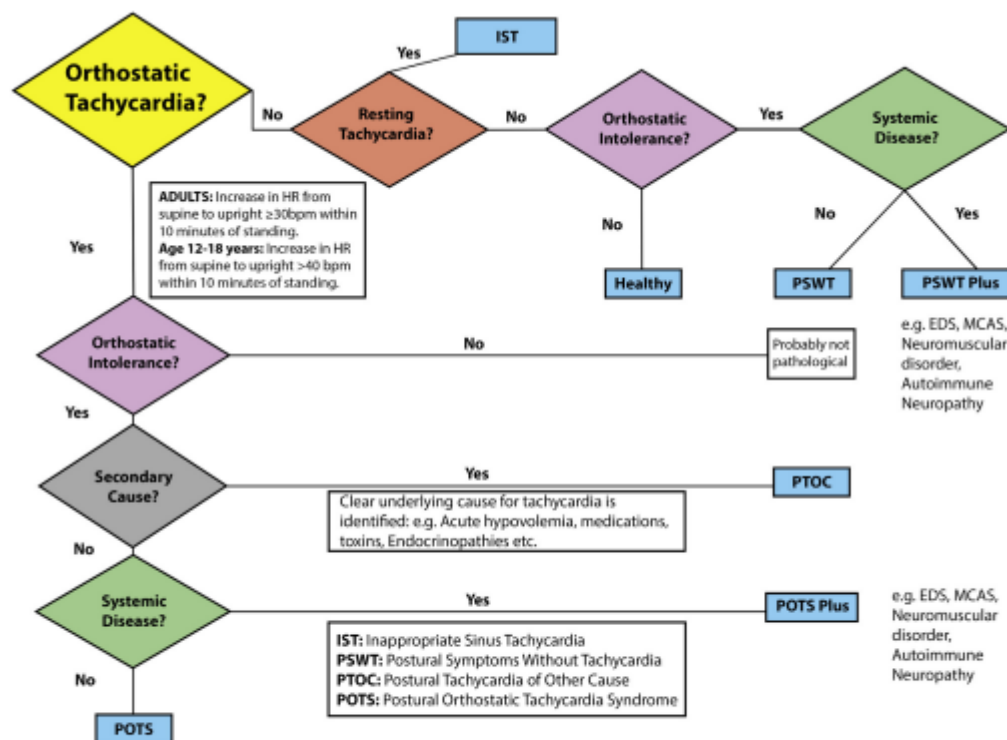 IST
Yes
Orthostatic
Tachycardia?
No
Resting
Tachycardia?
No
Orthostatic
Intolerance?
Yes
Systemic
Disease?
ADULTS: Increase in HR from
supine to upright ≥30bpm within
10 minutes of standing.
Age 12-18 years: Increase in HR
from supine to upright >40 bpm
within 10 minutes of standing.
Yes
No
No
Yes
Healthy
PSWT
PSWT Plus
e.g. EDS, MCAS,
Neuromuscular
disorder,
Autoimmune
Neuropathy
Orthostatic
Intolerance?
No
Probably not
pathological
Yes
Secondary
Cause?
Yes
PTOC
Clear underlying cause for tachycardia is
identified: e.g. Acute hypovolemia, medications,
toxins, Endocrinopathies etc.
No
Systemic
Disease?
Yes
POTS Plus
e.g. EDS, MCAS,
Neuromuscular
disorder,
Autoimmune
Neuropathy
IST: Inappropriate Sinus Tachycardia
PSWT: Postural Symptoms Without Tachycardia
PTOC: Postural Tachycardia of Other Cause
POTS: Postural Orthostatic Tachycardia Syndrome
No
POTS